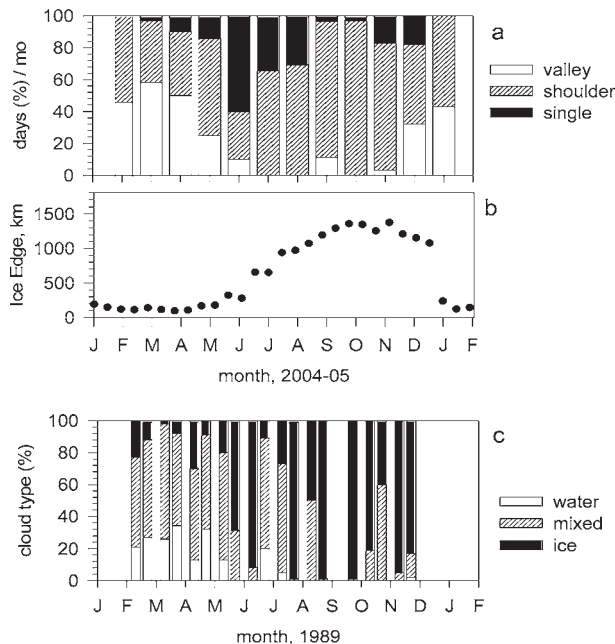 100
80
60
40
20
0
days (%) / mo
a
valley
shoulder
single
1500
1000
500
0
Ice Edge, km
b
J F M A M J J A S O N D J F
month, 2004-05
100
80
60
40
20
0
cloud type (%)
c
water
mixed
ice
J F M A M J J A S O N D J F
month, 1989